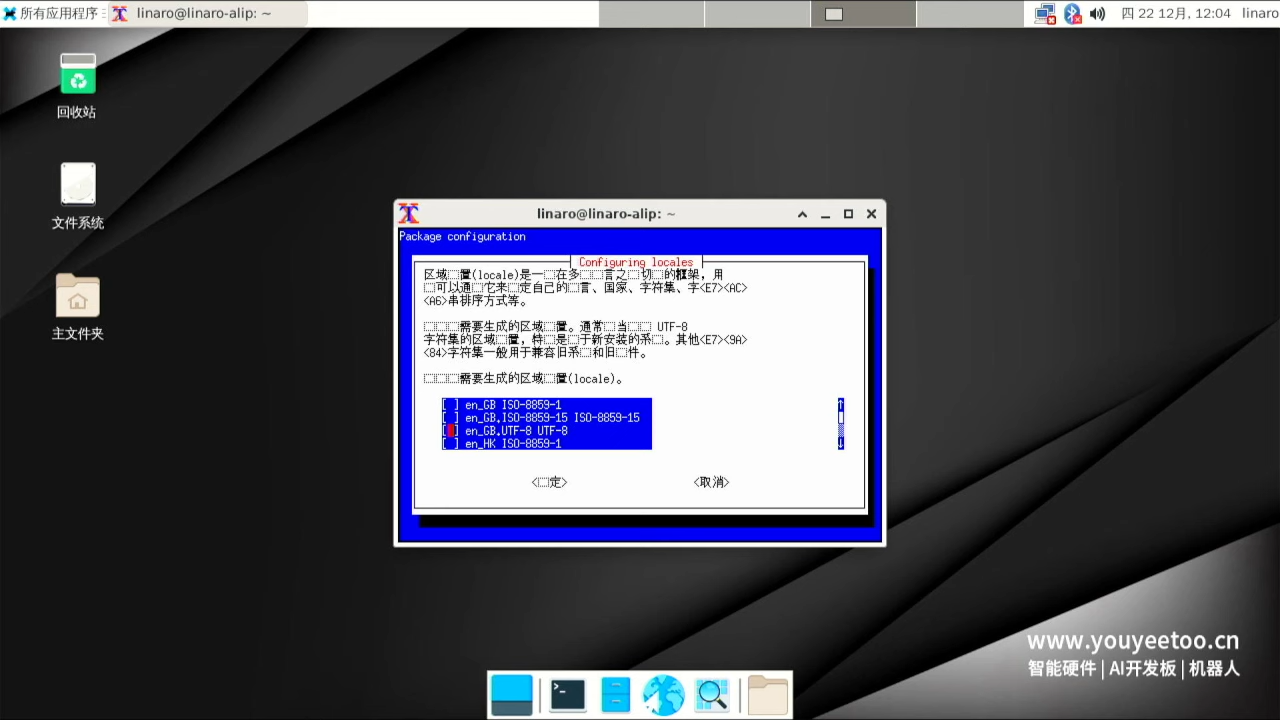 所有应用程序
linaro@linaro-alip: ~
四 22 12月, 12:04
linaro
回收站
文件系统
主文件夹
linaro@linaro-alip: ~
Package configuration
Configuring locales
区域置(locale)是一在多言之切的框架，用
可以通它来定自己的言、国家、字符集、字<E7><AC>
<A6>串排序方式等。
需要生成的区域置。通常当 UTF-8
字符集的区域置，特是于新安装的系。其他<E7><9A>
<84>字符集一般用于兼容旧系和旧件。
需要生成的区域置(locale)。
[ ] en_GB ISO-8859-1
[ ] en_GB.ISO-8859-15 ISO-8859-15
[ ] en_GB.UTF-8 UTF-8
[ ] en_HK ISO-8859-1
<定>
<取消>
www.youyeetoo.cn
智能硬件 | AI开发板 | 机器人